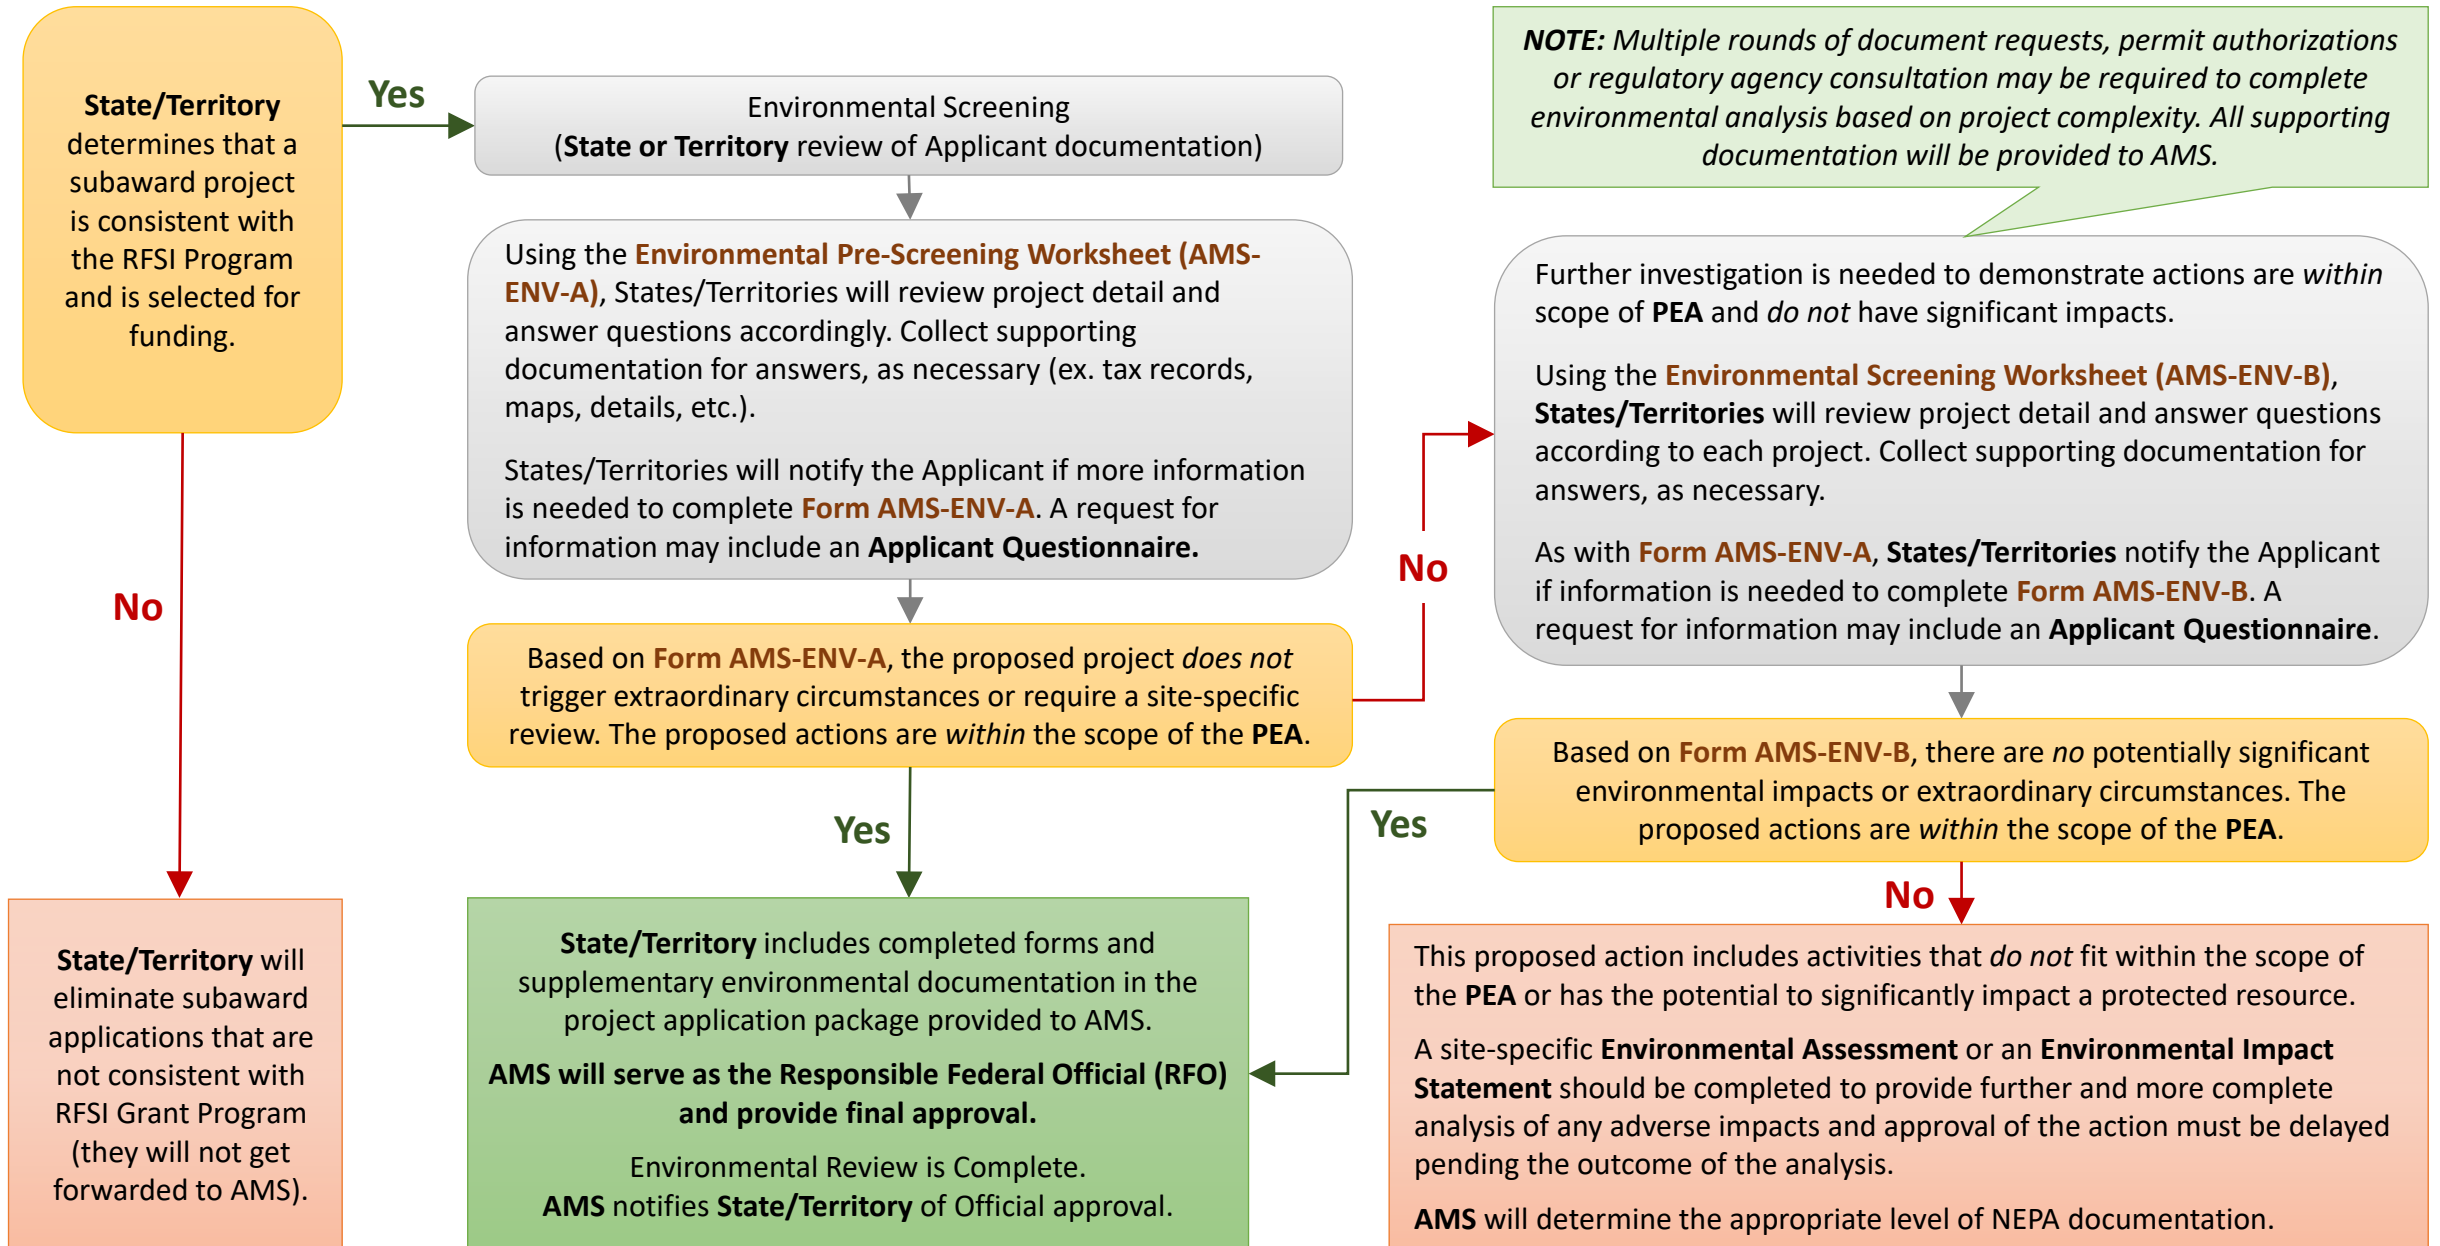 State/Territory
determines that a
subaward project
is consistent with
the RFSI Program
and is selected for
funding.
Yes
Environmental Screening
(State or Territory review of Applicant documentation)
NOTE: Multiple rounds of document requests, permit authorizations
or regulatory agency consultation may be required to complete
environmental analysis based on project complexity. All supporting
documentation will be provided to AMS.
Using the Environmental Pre-Screening Worksheet (AMS-
ENV-A), States/Territories will review project detail and
answer questions accordingly. Collect supporting
documentation for answers, as necessary (ex. tax records,
maps, details, etc.).
States/Territories will notify the Applicant if more information
is needed to complete Form AMS-ENV-A. A request for
information may include an Applicant Questionnaire.
Further investigation is needed to demonstrate actions are within
scope of PEA and do not have significant impacts.
Using the Environmental Screening Worksheet (AMS-ENV-B),
States/Territories will review project detail and answer questions
according to each project. Collect supporting documentation for
answers, as necessary.
As with Form AMS-ENV-A, States/Territories notify the Applicant
if information is needed to complete Form AMS-ENV-B. A
request for information may include an Applicant Questionnaire.
No
No
Based on Form AMS-ENV-A, the proposed project does not
trigger extraordinary circumstances or require a site-specific
review. The proposed actions are within the scope of the PEA.
Based on Form AMS-ENV-B, there are no potentially significant
environmental impacts or extraordinary circumstances. The
proposed actions are within the scope of the PEA.
Yes
Yes
No
State/Territory will
eliminate subaward
applications that are
not consistent with
RFSI Grant Program
(they will not get
forwarded to AMS).
State/Territory includes completed forms and
supplementary environmental documentation in the
project application package provided to AMS.
AMS will serve as the Responsible Federal Official (RFO)
and provide final approval.
Environmental Review is Complete.
AMS notifies State/Territory of Official approval.
This proposed action includes activities that do not fit within the scope of
the PEA or has the potential to significantly impact a protected resource.
A site-specific Environmental Assessment or an Environmental Impact
Statement should be completed to provide further and more complete
analysis of any adverse impacts and approval of the action must be delayed
pending the outcome of the analysis.
AMS will determine the appropriate level of NEPA documentation.